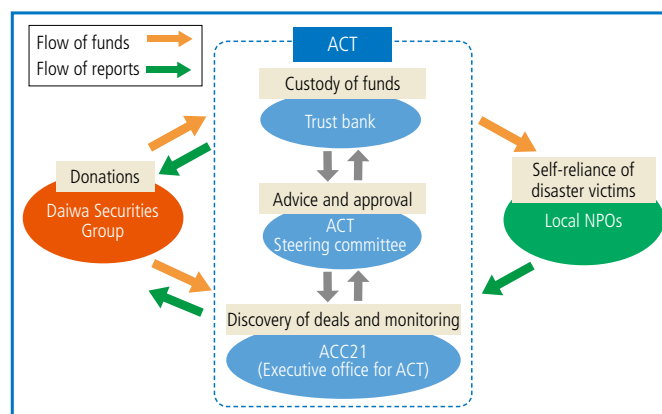 Flow of funds
Flow of reports
ACT
Custody of funds
Trust bank
Donations
Daiwa Securities
Group
Advice and approval
ACT
Steering committee
Self-reliance of
disaster victims
Local NPOs
Discovery of deals and monitoring
ACC21
(Executive office for ACT)